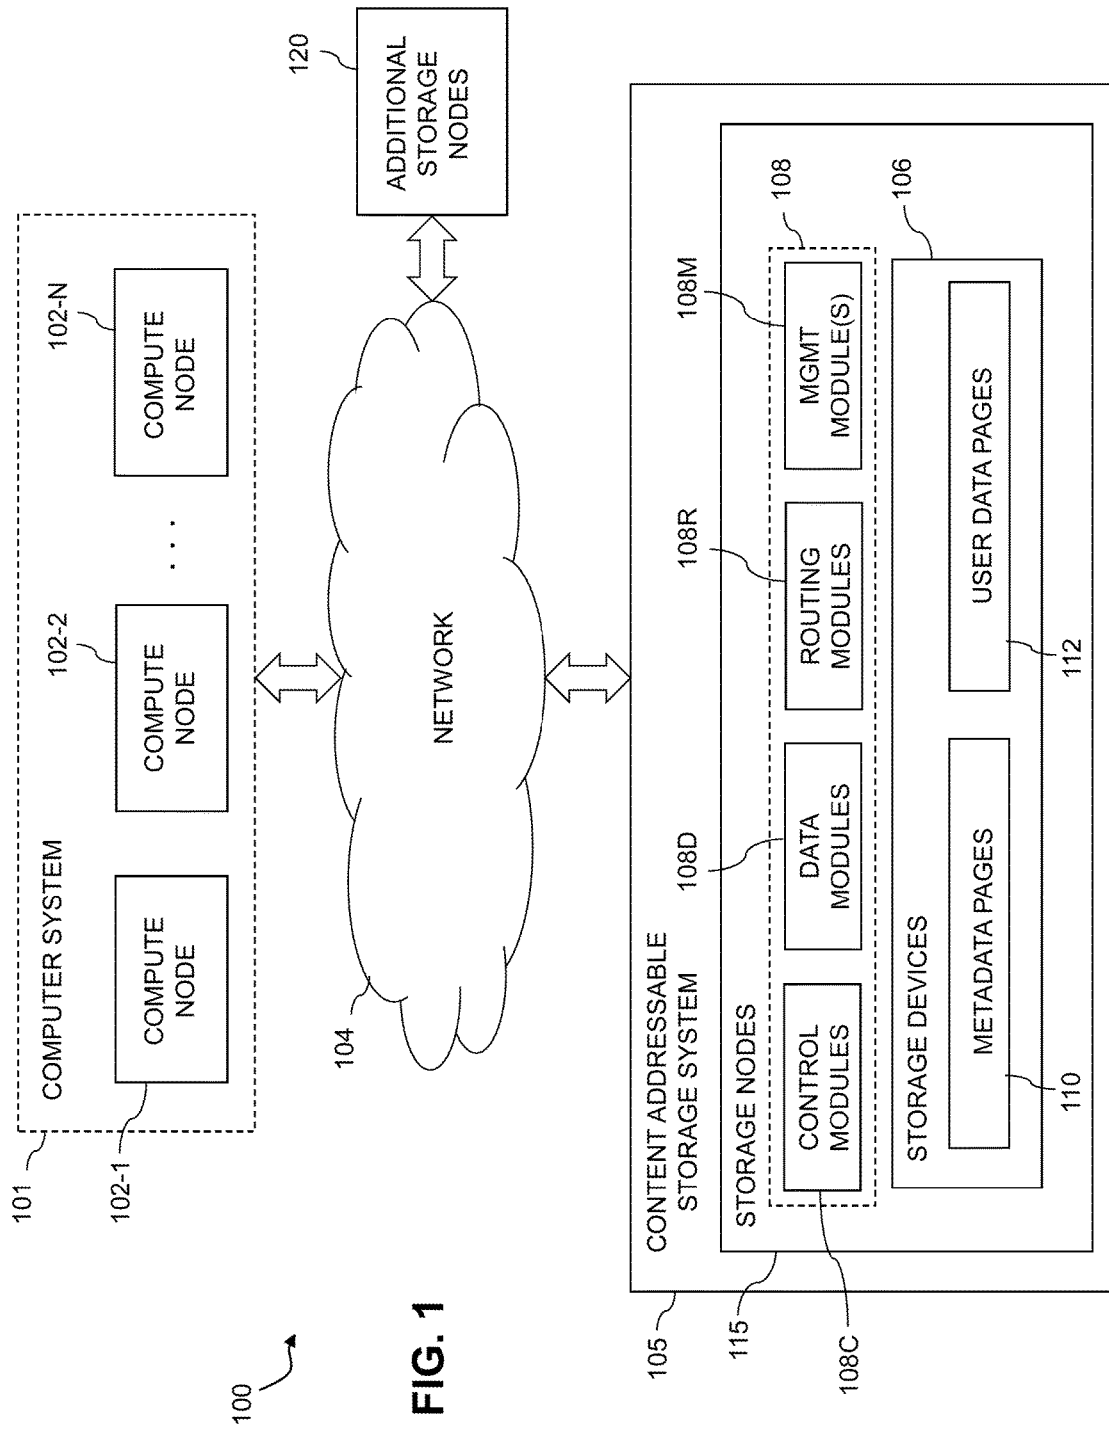 100
FIG. 1
101
COMPUTER SYSTEM
102-1
COMPUTE
NODE
102-2
COMPUTE
NODE
. . .
102-N
COMPUTE
NODE
104
NETWORK
120
ADDITIONAL
STORAGE
NODES
105
CONTENT ADDRESSABLE
STORAGE SYSTEM
115
STORAGE NODES
108
108C
CONTROL
MODULES
108D
DATA
MODULES
108R
ROUTING
MODULES
108M
MGMT
MODULE(S)
106
STORAGE DEVICES
METADATA PAGES
110
USER DATA PAGES
112